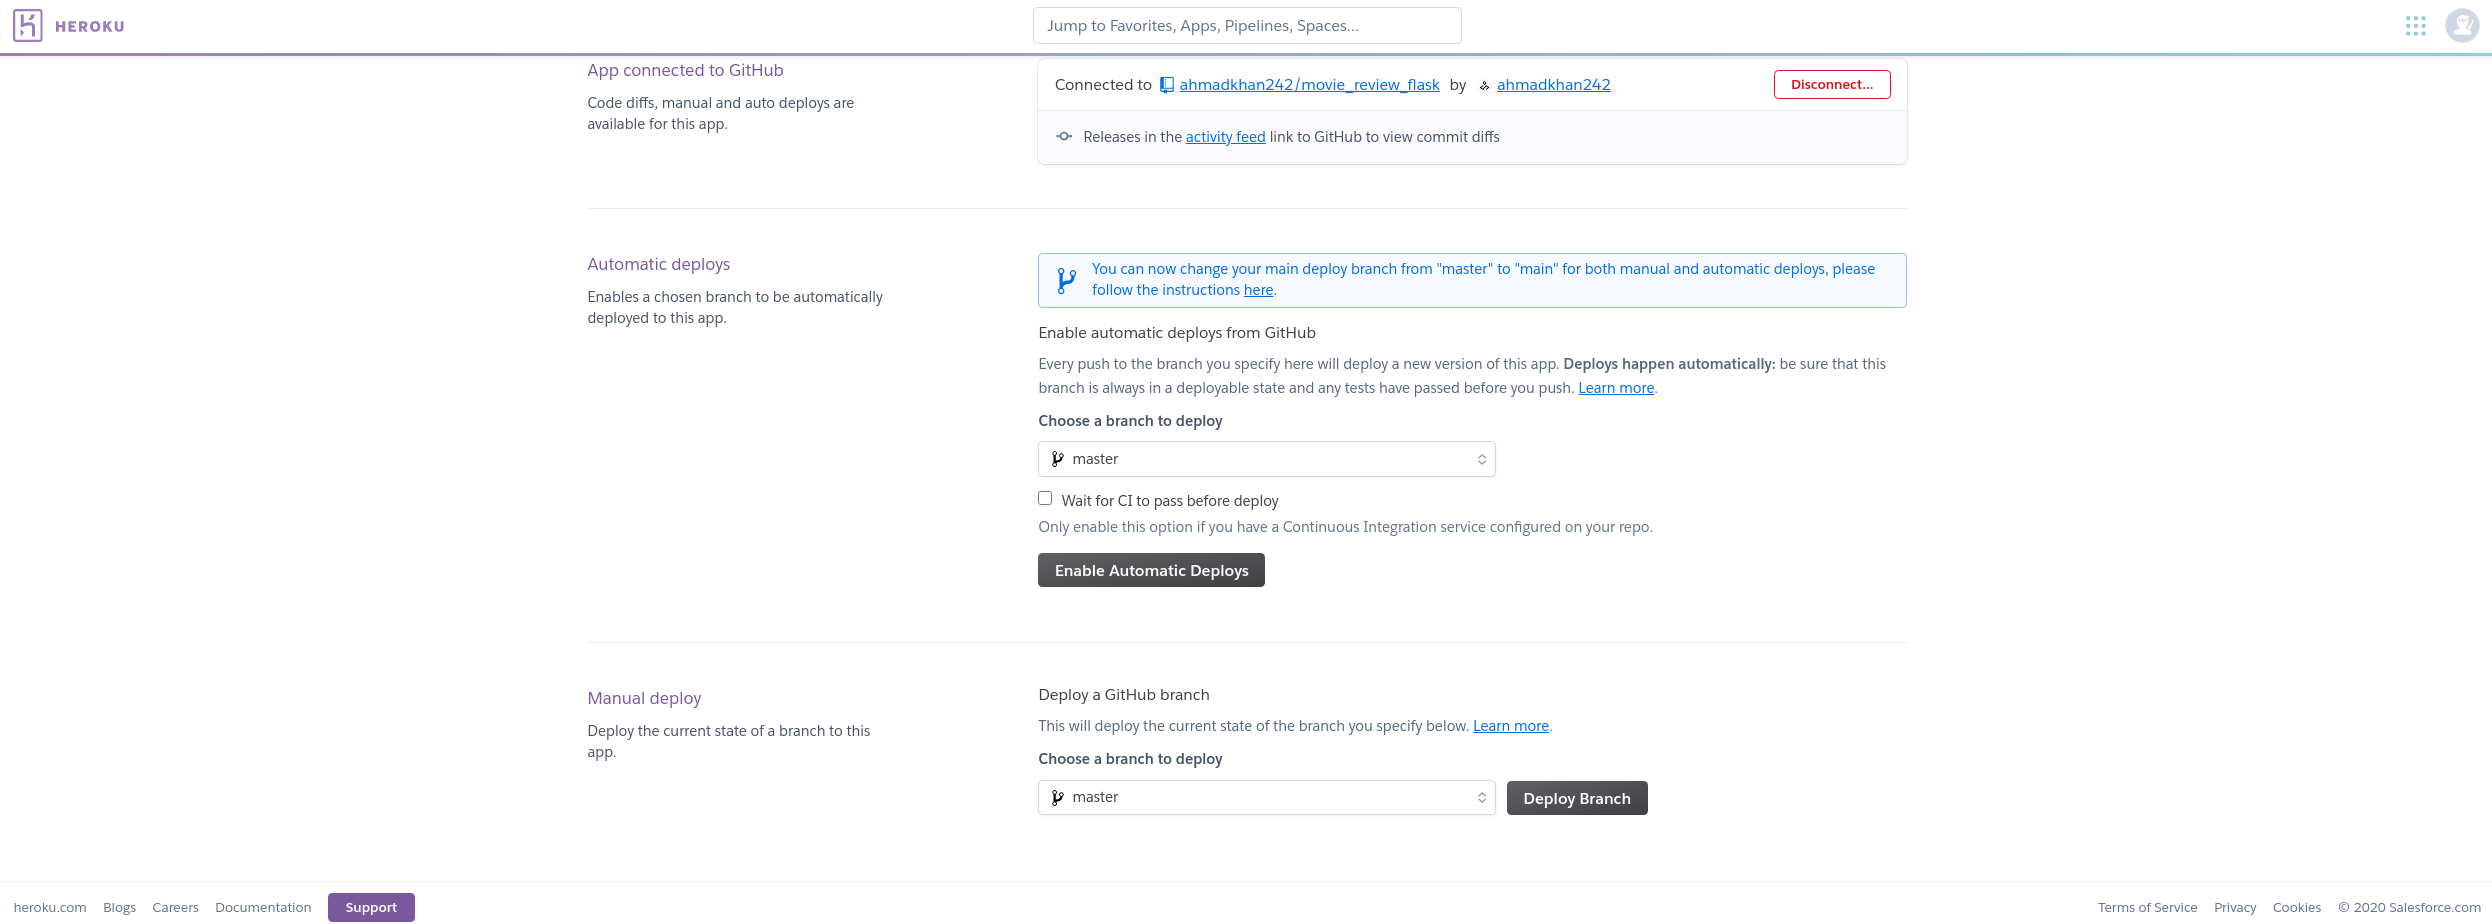 HEROKU
Jump to Favorites, Apps, Pipelines, Spaces...
App connected to GitHub
Code diffs, manual and auto deploys are
available for this app.
Connected to ahmadkhan242/movie_review_flask by ahmadkhan242
Disconnect...
Releases in the activity feed link to GitHub to view commit diffs
Automatic deploys
Enables a chosen branch to be automatically
deployed to this app.
You can now change your main deploy branch from "master" to "main" for both manual and automatic deploys, please
follow the instructions here.
Enable automatic deploys from GitHub
Every push to the branch you specify here will deploy a new version of this app. Deploys happen automatically: be sure that this
branch is always in a deployable state and any tests have passed before you push. Learn more.
Choose a branch to deploy
master
Wait for CI to pass before deploy
Only enable this option if you have a Continuous Integration service configured on your repo.
Enable Automatic Deploys
Manual deploy
Deploy the current state of a branch to this
app.
Deploy a GitHub branch
This will deploy the current state of the branch you specify below. Learn more.
Choose a branch to deploy
master
Deploy Branch
heroku.com Blogs Careers Documentation Support
Terms of Service Privacy Cookies © 2020 Salesforce.com